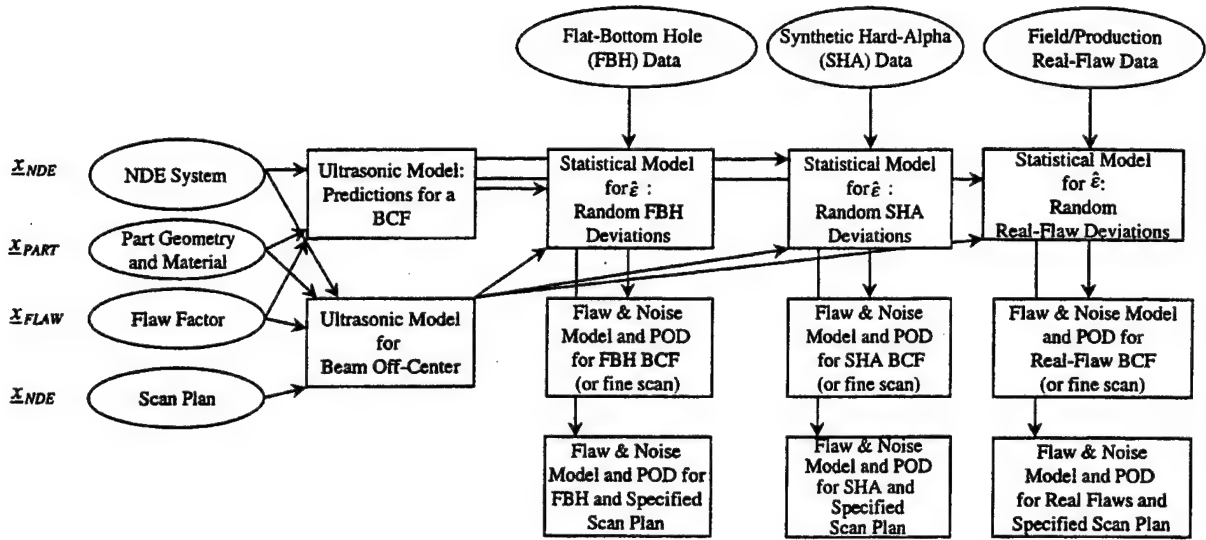 Flat-Bottom Hole
(FBH) Data
Synthetic Hard-Alpha
(SHA) Data
Field/Production
Real-Flaw Data
x_NDE
NDE System
Ultrasonic Model:
Predictions for a
BCF
Statistical Model
for ε̂ :
Random FBH
Deviations
Statistical Model
for ε̂ :
Random SHA
Deviations
Statistical Model
for ε̂:
Random
Real-Flaw Deviations
x_PART
Part Geometry
and Material
x_FLAW
Flaw Factor
Ultrasonic Model
for
Beam Off-Center
Flaw & Noise
Model and POD
for FBH BCF
(or fine scan)
Flaw & Noise
Model and POD
for SHA BCF
(or fine scan)
Flaw & Noise Model
and POD for
Real-Flaw BCF
(or fine scan)
x_NDE
Scan Plan
Flaw & Noise
Model and POD for
FBH and Specified
Scan Plan
Flaw & Noise
Model and POD
for SHA and
Specified
Scan Plan
Flaw & Noise
Model and POD
for Real Flaws and
Specified Scan Plan